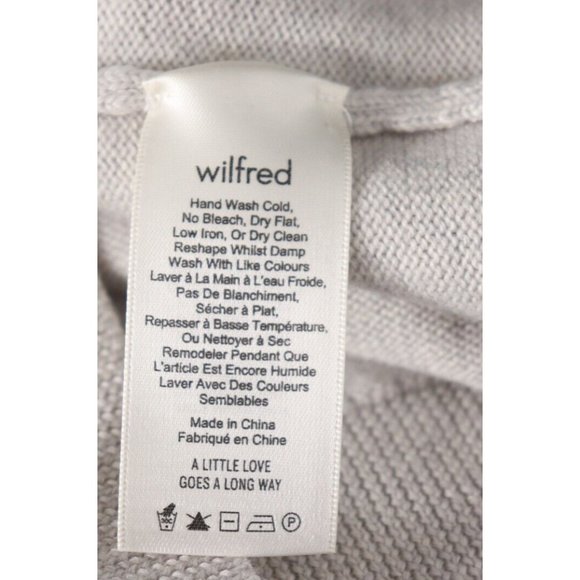 wilfred
Hand Wash Cold,
No Bleach, Dry Flat,
Low Iron, Or Dry Clean
Reshape Whilst Damp
Wash With Like Colours
Laver à La Main à L'eau Froide,
Pas De Blanchiment,
Sécher à Plat,
Repasser à Basse Température,
Ou Nettoyer à Sec
Remodeler Pendant Que
L'article Est Encore Humide
Laver Avec Des Couleurs
Semblables
Made in China
Fabriqué en Chine
A LITTLE LOVE
GOES A LONG WAY
30C P